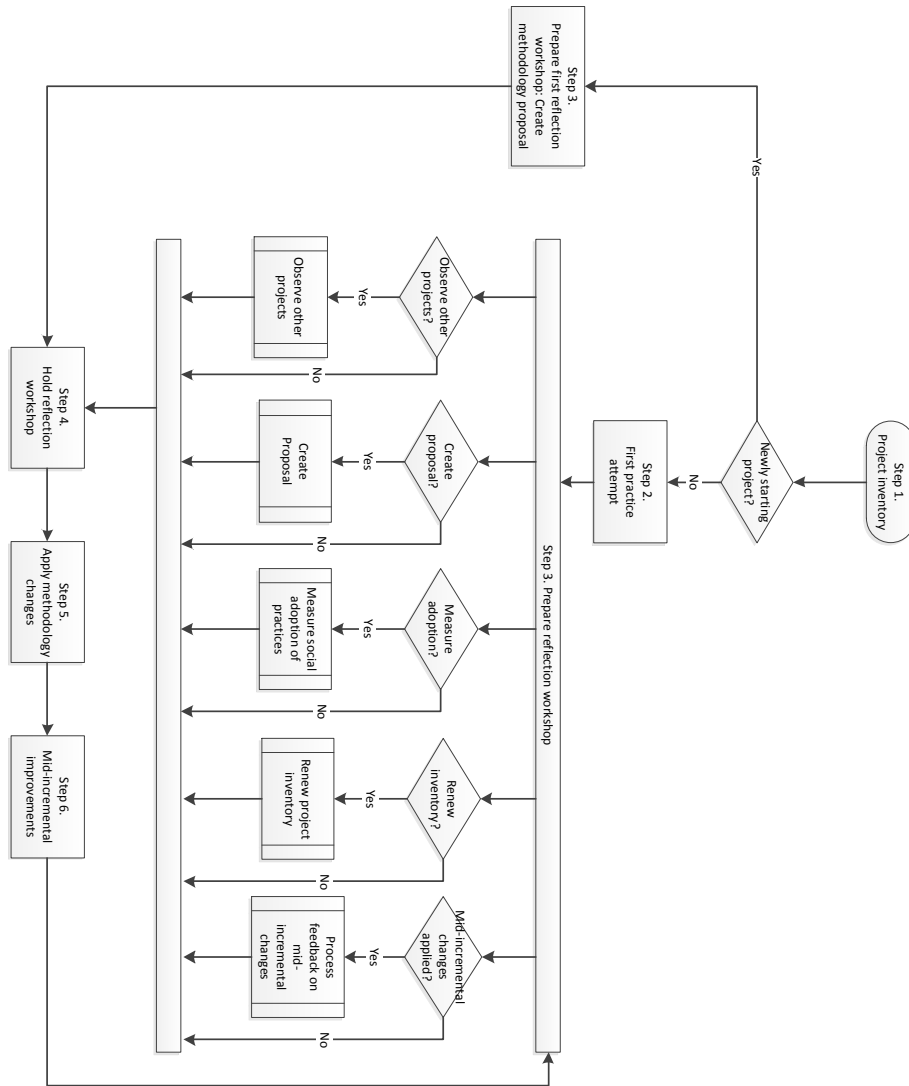 Step 1.
Project inventory
Newly starting
project?
Yes
No
Step 3.
Prepare first reflection
workshop: Create
methodology proposal
Step 2.
First practice
attempt
Step 3. Prepare reflection workshop
Observe other
projects?
Yes
No
Observe other
projects
Create
proposal?
Yes
No
Create
Proposal
Measure
adoption?
Yes
No
Measure social
adoption of
practices
Renew
inventory?
Yes
No
Renew project
inventory
Mid-incremental
changes
applied?
Yes
No
Process
feedback on
mid-
incremental
changes
Step 4.
Hold reflection
workshop
Step 5.
Apply methodology
changes
Step 6.
Mid-incremental
improvements